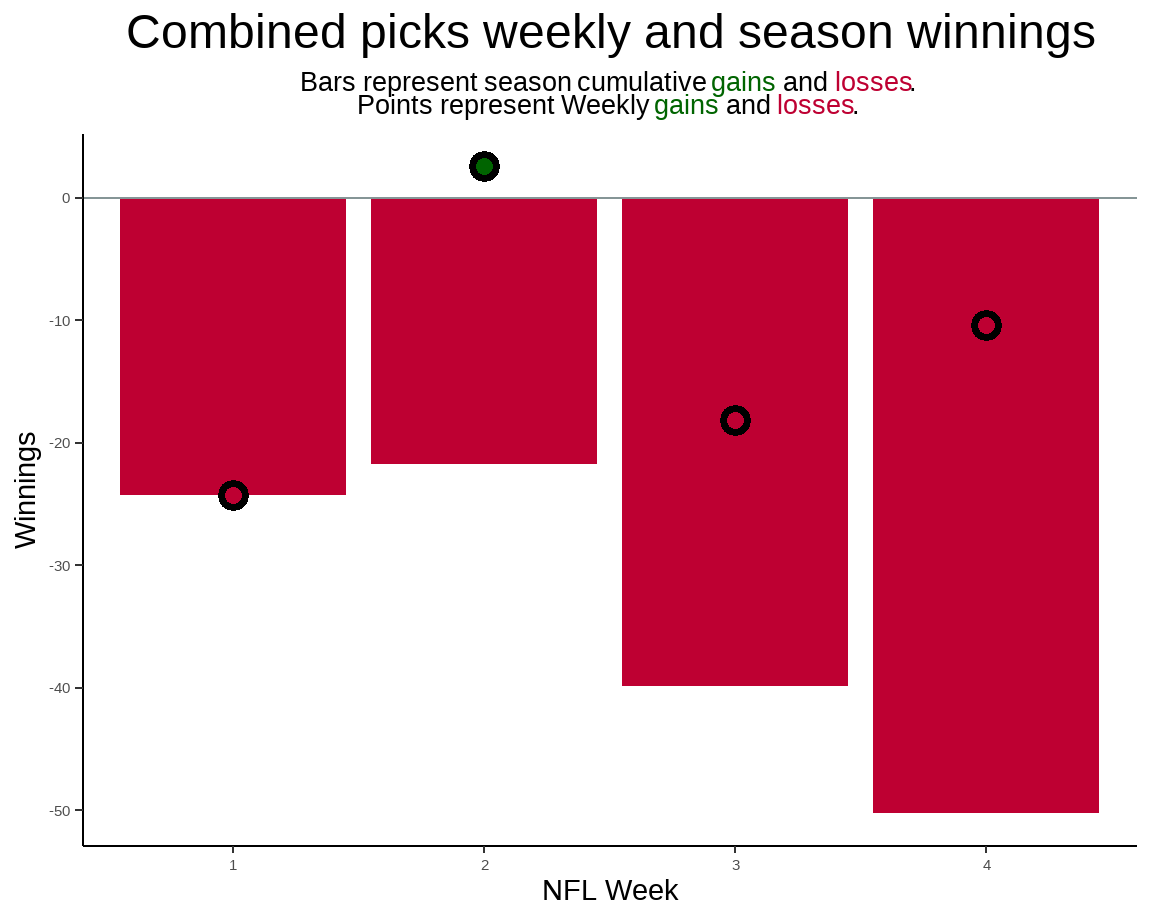 Combined picks weekly and season winnings
Bars represent season cumulative gains and losses.
Points represent Weekly gains and losses.
Winnings
0
-10
-20
-30
-40
-50
1 2 3 4
NFL Week